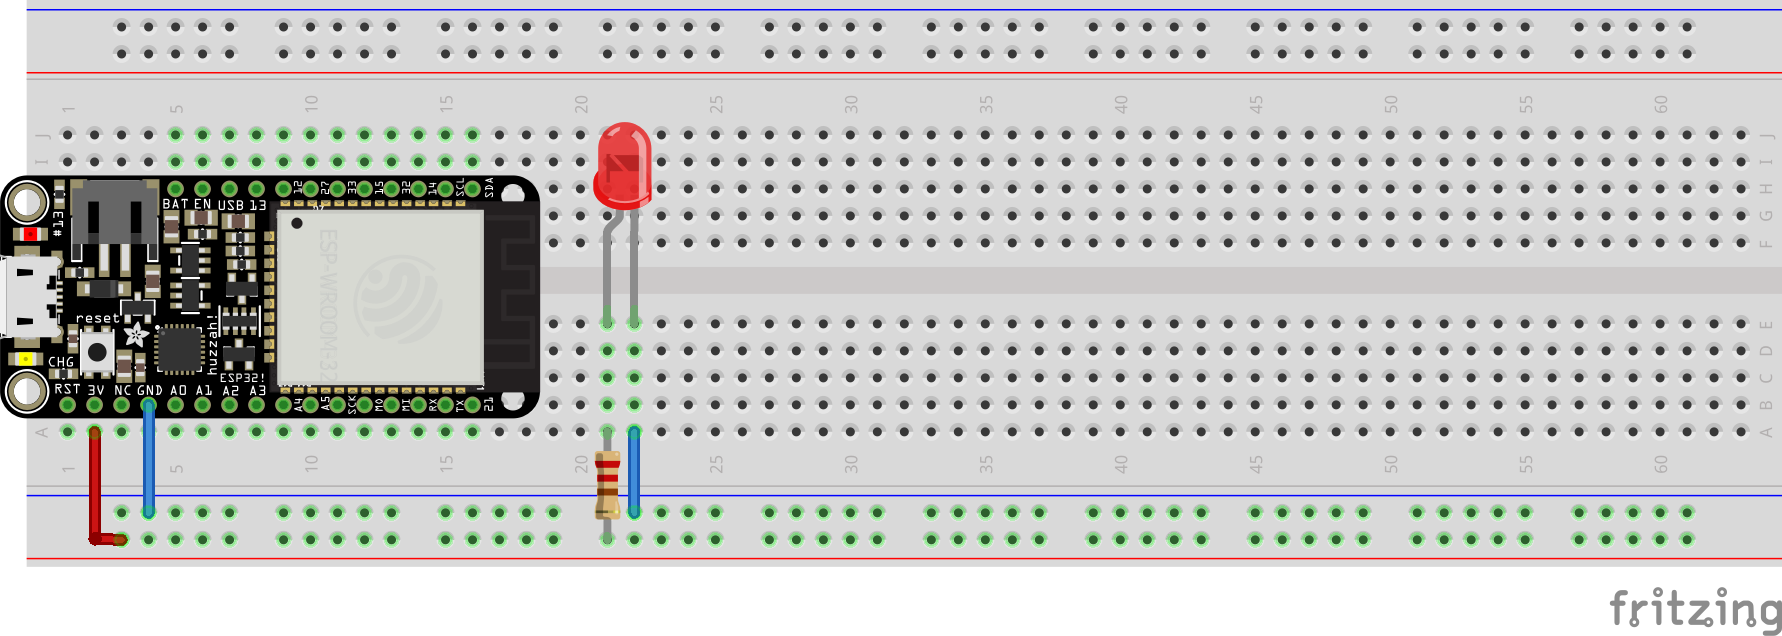 1 5 10 15 20 25 30 35 40 45 50 55 60
J J
I I
H
G
F
12 27 33 15 32 14 SCL SDA
BAT EN USB 13
#13
ESP-WROOM-32
reset
huzzah!
ESP32!
CHG
RST 3V NC GND A0 A1 A2 A3
A4 A5 SCK MO MI RX TX 21
E
D
C
B
A A
1 5 10 15 20 25 30 35 40 45 50 55 60
fritzing